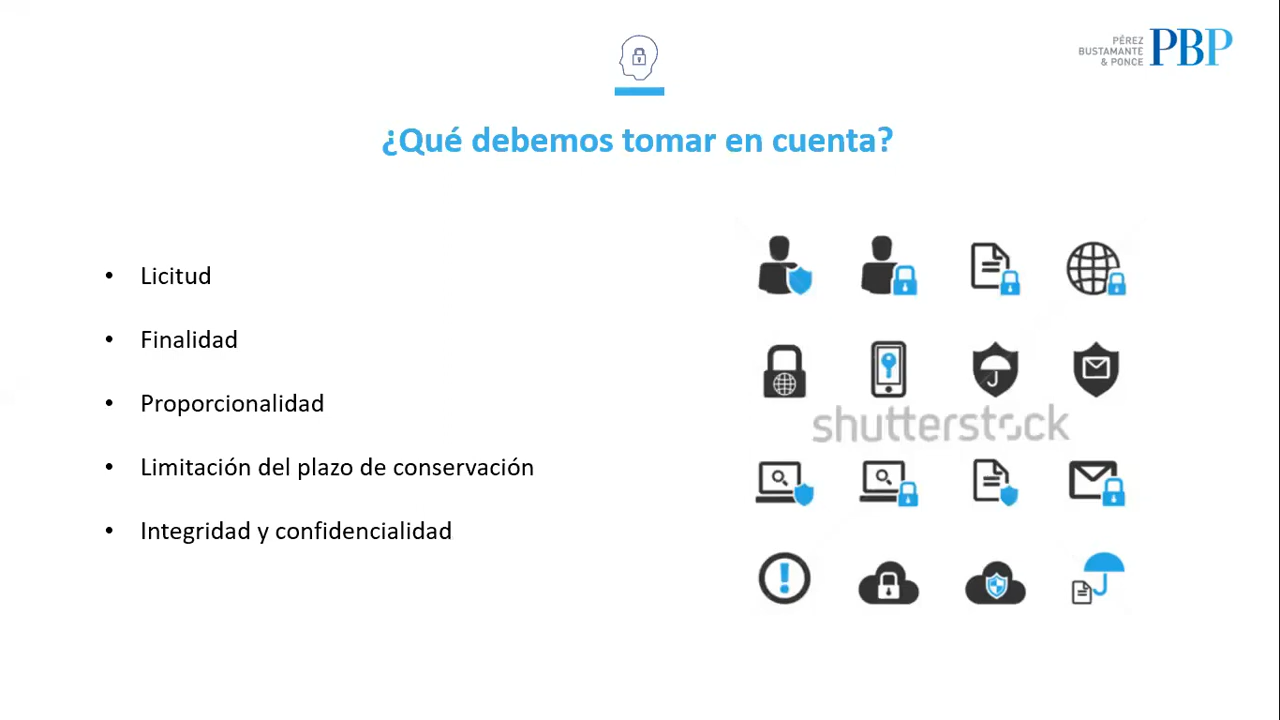 PÉREZ
BUSTAMANTE
& PONCE
PBP
¿Qué debemos tomar en cuenta?
• Licitud
• Finalidad
• Proporcionalidad
• Limitación del plazo de conservación
• Integridad y confidencialidad
shutterstock